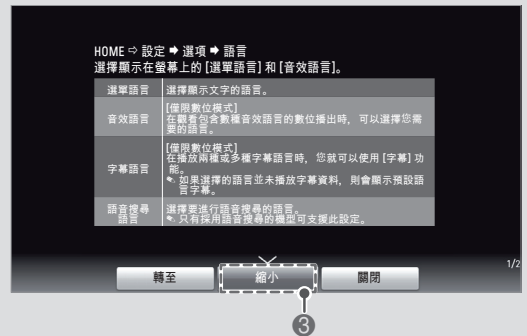 HOME ⇨ 設定 ➡ 選項 ➡ 語言
選擇顯示在螢幕上的 [選單語言] 和 [音效語言]。
選單語言 選擇顯示文字的語言。
音效語言 [僅限數位模式]
在觀看包含數種音效語言的數位播出時，可以選擇您需
要的語言。
字幕語言 [僅限數位模式]
在播放兩種或多種字幕語言時，您就可以使用 [字幕] 功
能。
✎ 如果選擇的語言並未播放字幕資料，則會顯示預設語
言字幕。
語音搜尋
語言
選擇要進行語音搜尋的語言。
✎ 只有採用語音搜尋的機型可支援此設定。
1/2
轉至 縮小 關閉
❸